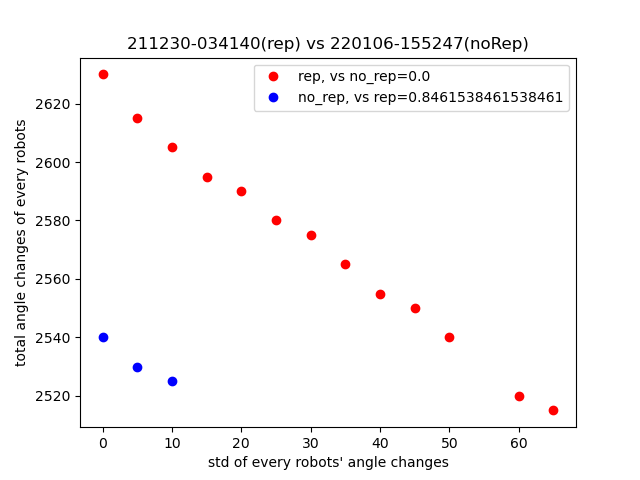 211230-034140(rep) vs 220106-155247(noRep)
rep, vs no_rep=0.0
no_rep, vs rep=0.8461538461538461
total angle changes of every robots
2620
2600
2580
2560
2540
2520
0 10 20 30 40 50 60
std of every robots' angle changes